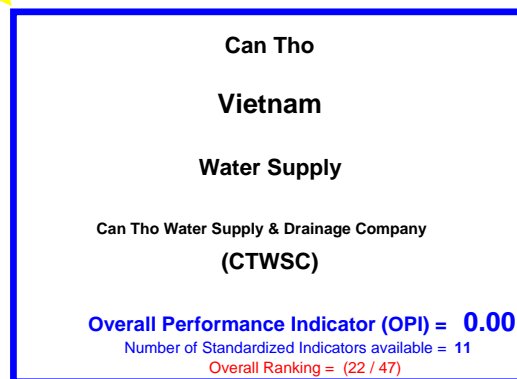 Can Tho
Vietnam
Water Supply
Can Tho Water Supply & Drainage Company
(CTWSC)
Overall Performance Indicator (OPI) = 0.00
Number of Standardized Indicators available = 11
Overall Ranking = (22 / 47)